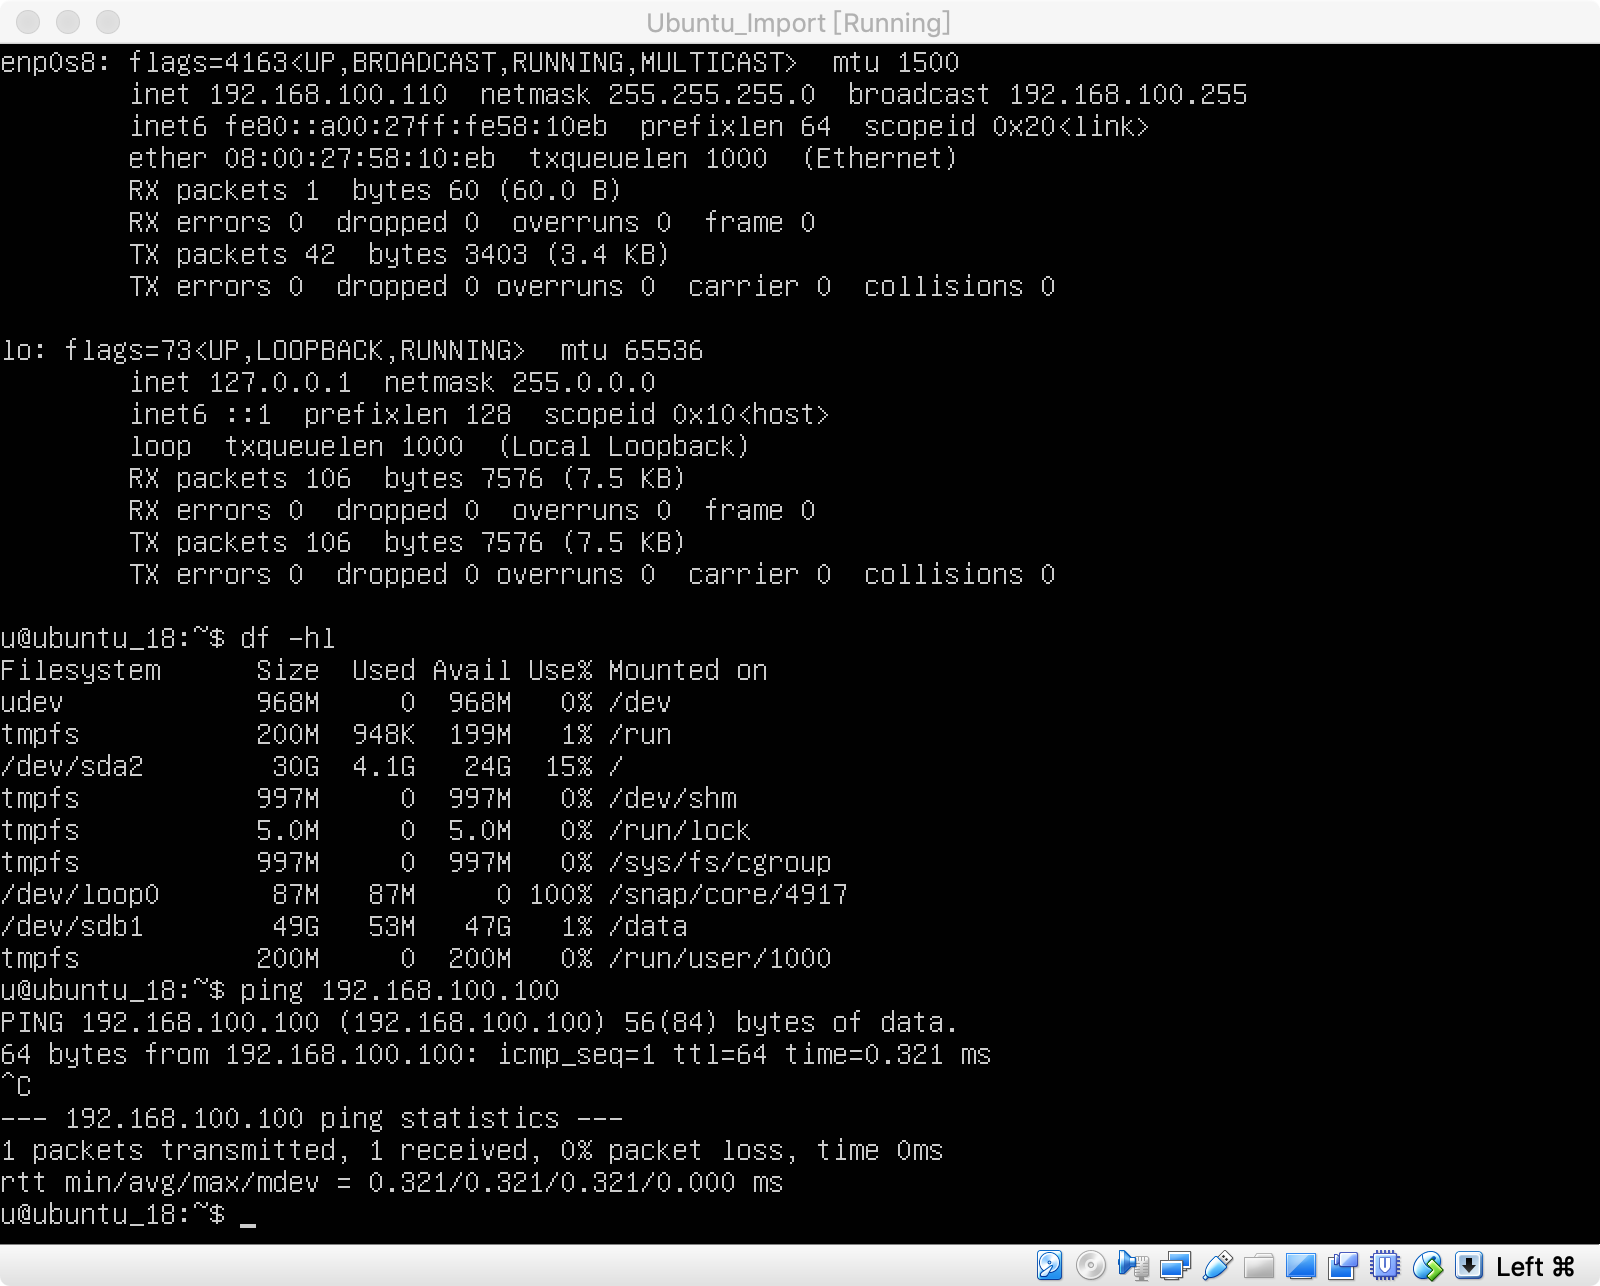 Ubuntu_Import [Running]
enp0s8: flags=4163<UP,BROADCAST,RUNNING,MULTICAST>  mtu 1500
        inet 192.168.100.110  netmask 255.255.255.0  broadcast 192.168.100.255
        inet6 fe80::a00:27ff:fe58:10eb  prefixlen 64  scopeid 0x20<link>
        ether 08:00:27:58:10:eb  txqueuelen 1000  (Ethernet)
        RX packets 1  bytes 60 (60.0 B)
        RX errors 0  dropped 0  overruns 0  frame 0
        TX packets 42  bytes 3403 (3.4 KB)
        TX errors 0  dropped 0 overruns 0  carrier 0  collisions 0
lo: flags=73<UP,LOOPBACK,RUNNING>  mtu 65536
        inet 127.0.0.1  netmask 255.0.0.0
        inet6 ::1  prefixlen 128  scopeid 0x10<host>
        loop  txqueuelen 1000  (Local Loopback)
        RX packets 106  bytes 7576 (7.5 KB)
        RX errors 0  dropped 0  overruns 0  frame 0
        TX packets 106  bytes 7576 (7.5 KB)
        TX errors 0  dropped 0 overruns 0  carrier 0  collisions 0
u@ubuntu_18:~$ df -hl
Filesystem      Size  Used Avail Use% Mounted on
udev            968M     0  968M   0% /dev
tmpfs           200M  948K  199M   1% /run
/dev/sda2        30G  4.1G   24G  15% /
tmpfs           997M     0  997M   0% /dev/shm
tmpfs           5.0M     0  5.0M   0% /run/lock
tmpfs           997M     0  997M   0% /sys/fs/cgroup
/dev/loop0       87M   87M     0 100% /snap/core/4917
/dev/sdb1        49G   53M   47G   1% /data
tmpfs           200M     0  200M   0% /run/user/1000
u@ubuntu_18:~$ ping 192.168.100.100
PING 192.168.100.100 (192.168.100.100) 56(84) bytes of data.
64 bytes from 192.168.100.100: icmp_seq=1 ttl=64 time=0.321 ms
^C
--- 192.168.100.100 ping statistics ---
1 packets transmitted, 1 received, 0% packet loss, time 0ms
rtt min/avg/max/mdev = 0.321/0.321/0.321/0.000 ms
u@ubuntu_18:~$ _
Left ⌘